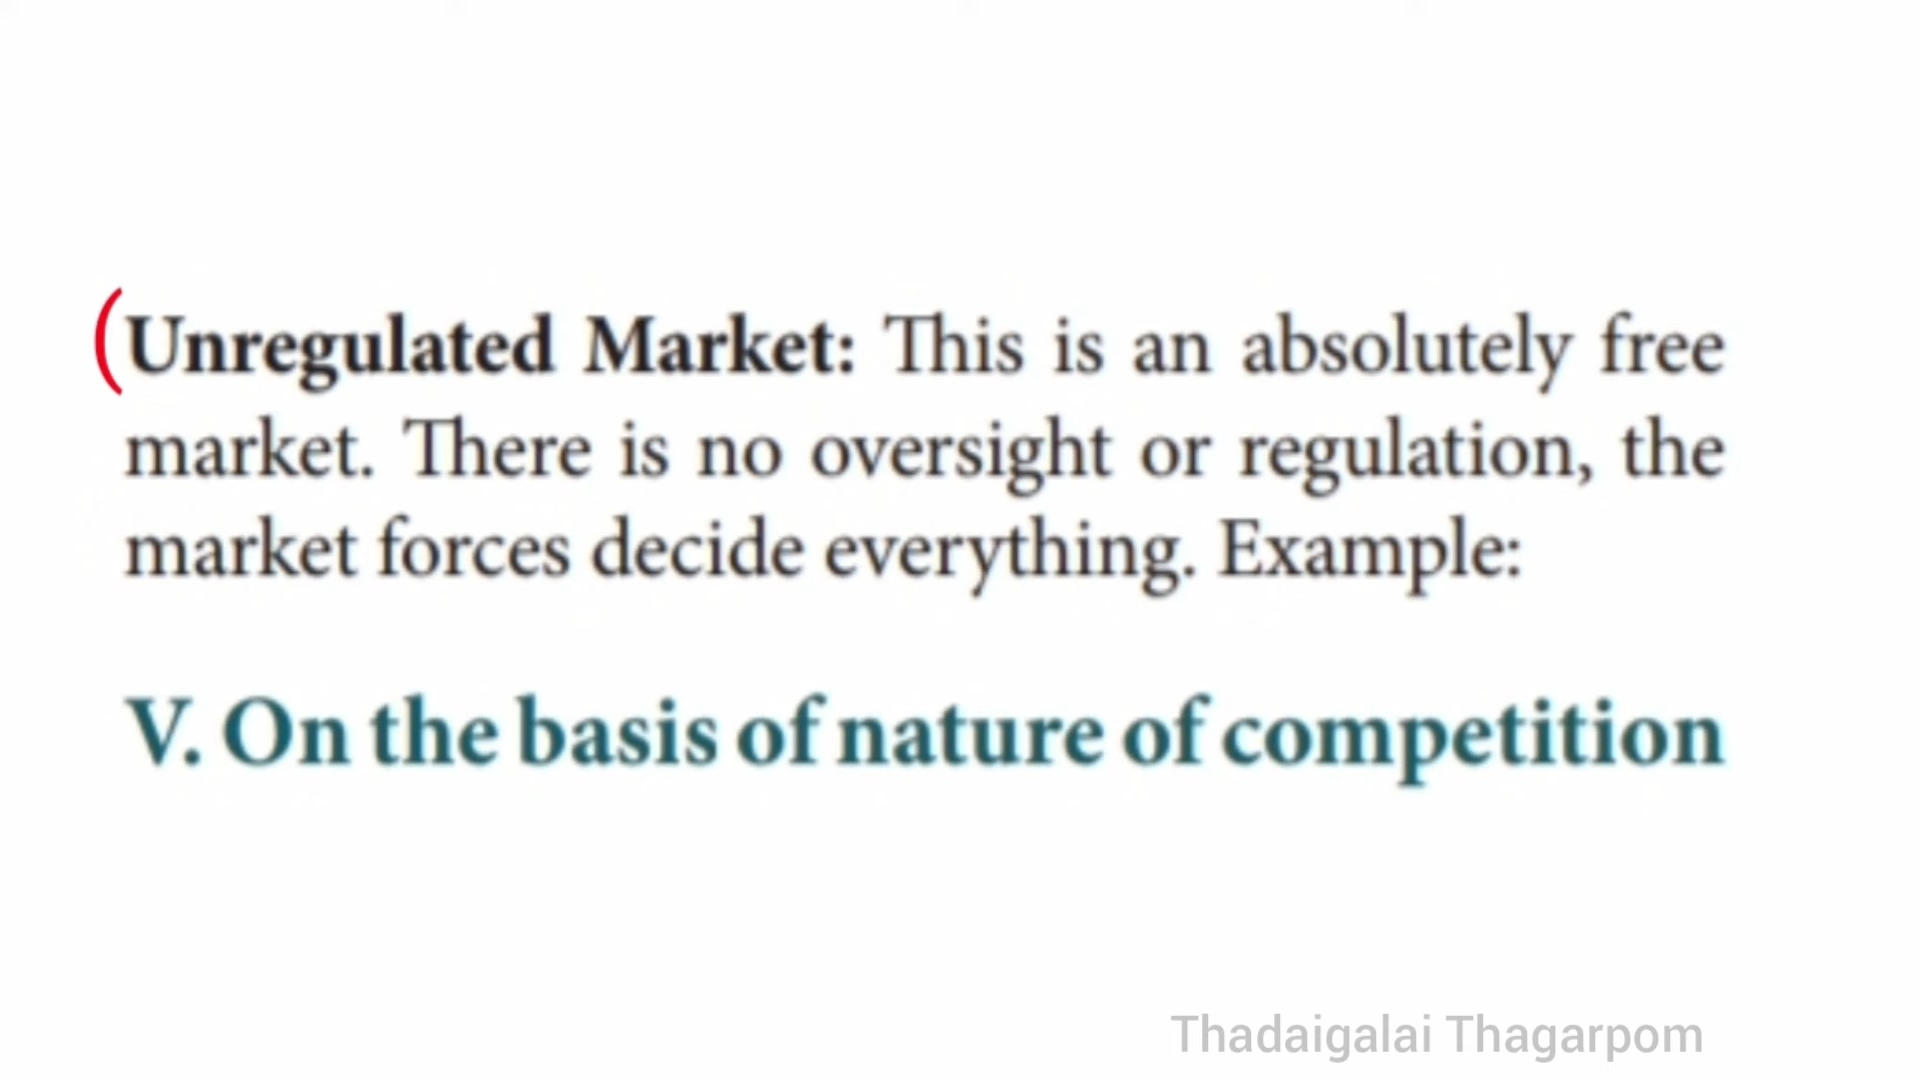 Unregulated Market: This is an absolutely free
market. There is no oversight or regulation, the
market forces decide everything. Example:
V. On the basis of nature of competition
Thadaigalai Thagarpom